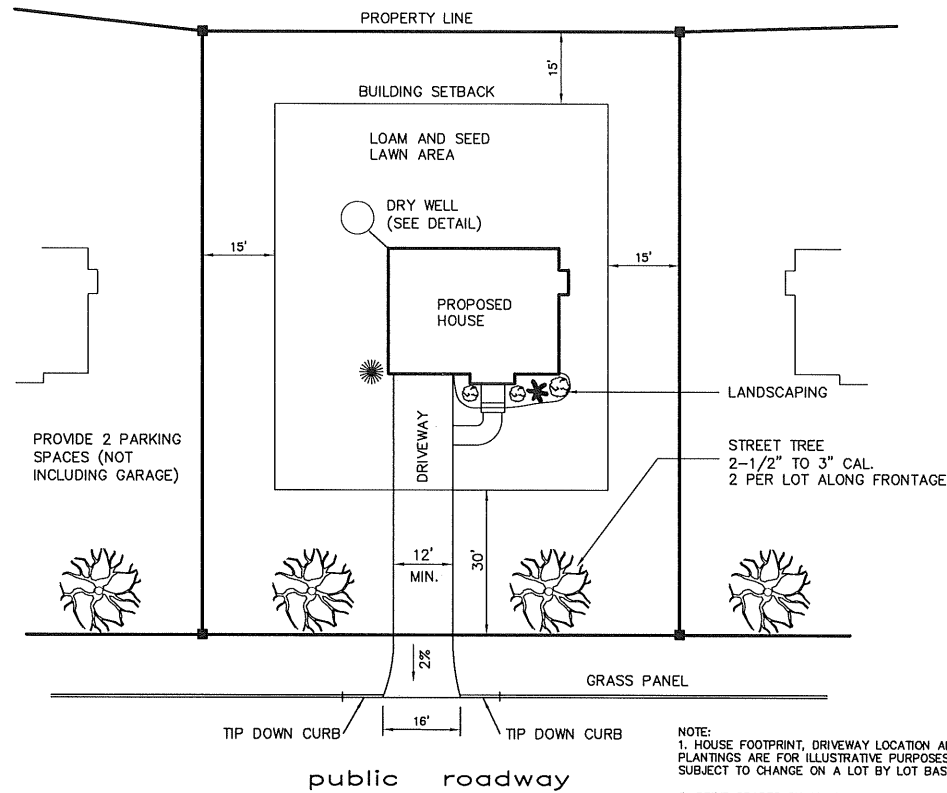 PROPERTY LINE
15'
BUILDING SETBACK
LOAM AND SEED
LAWN AREA
DRY WELL
(SEE DETAIL)
15'
15'
PROPOSED
HOUSE
LANDSCAPING
DRIVEWAY
PROVIDE 2 PARKING
SPACES (NOT
INCLUDING GARAGE)
STREET TREE
2-1/2" TO 3" CAL.
2 PER LOT ALONG FRONTAGE
12'
MIN.
30'
2%
GRASS PANEL
TIP DOWN CURB
16'
TIP DOWN CURB
NOTE:
1. HOUSE FOOTPRINT, DRIVEWAY LOCATION
PLANTINGS ARE FOR ILLUSTRATIVE PURPOSES
SUBJECT TO CHANGE ON A LOT BY LOT
public roadway